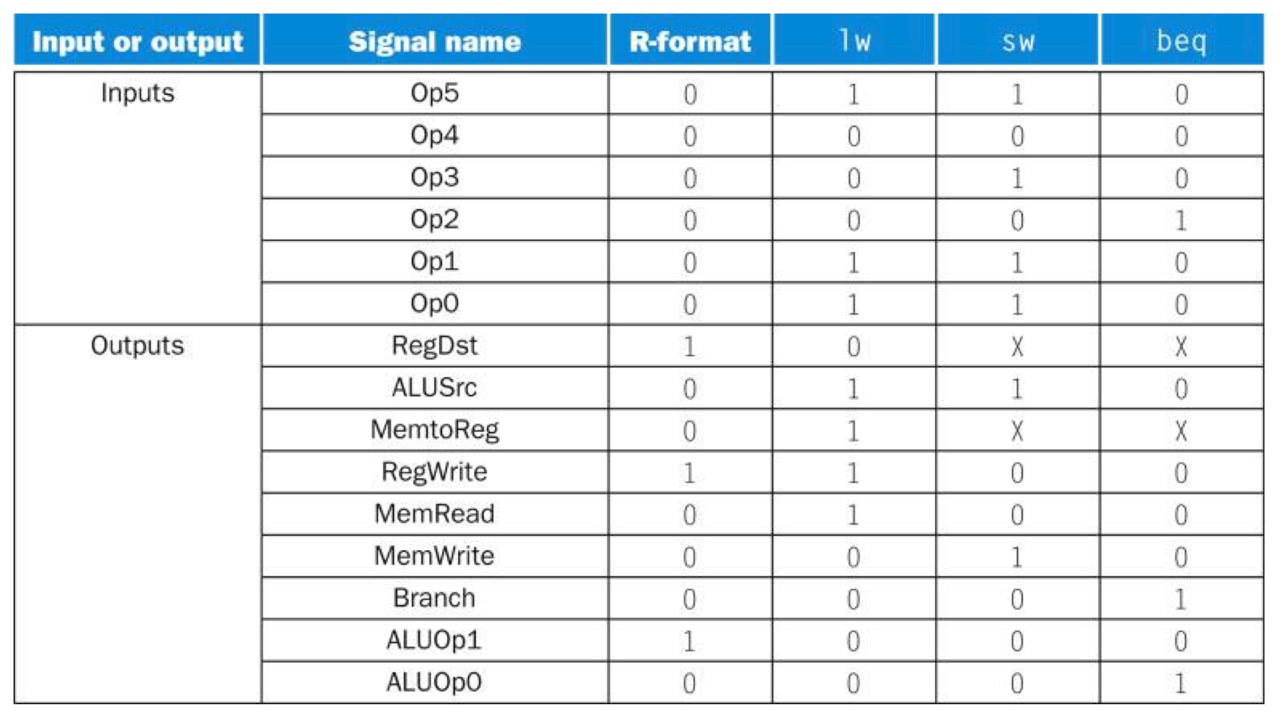 Input or output Signal name R-format lw sw beq
Inputs Op5 0 1 1 0
Op4 0 0 0 0
Op3 0 0 1 0
Op2 0 0 0 1
Op1 0 1 1 0
Op0 0 1 1 0
Outputs RegDst 1 0 X X
ALUSrc 0 1 1 0
MemtoReg 0 1 X X
RegWrite 1 1 0 0
MemRead 0 1 0 0
MemWrite 0 0 1 0
Branch 0 0 0 1
ALUOp1 1 0 0 0
ALUOp0 0 0 0 1